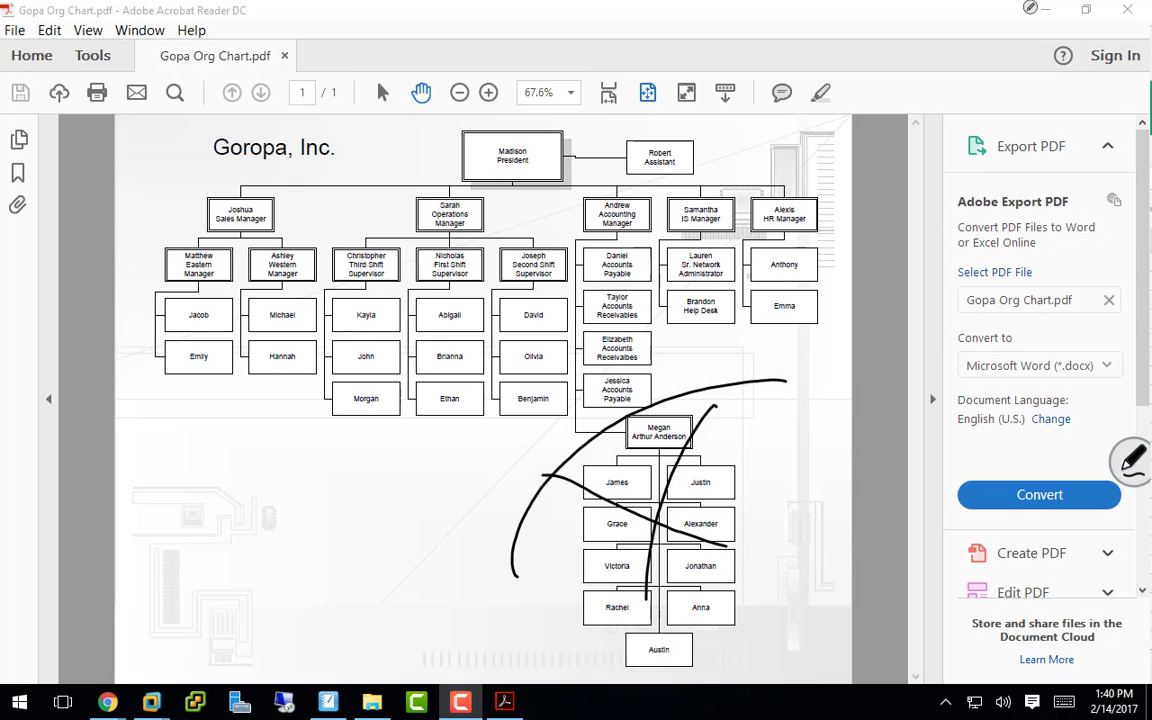 Gopa Org Chart.pdf - Adobe Acrobat Reader DC
File Edit View Window Help
Home Tools Gopa Org Chart.pdf × Sign In
1 / 1 67.6%
Goropa, Inc.
Madison
President
Robert
Assistant
Joshua
Sales Manager
Sarah
Operations
Manager
Andrew
Accounting
Manager
Samantha
IS Manager
Alexis
HR Manager
Matthew
Eastern
Manager
Ashley
Western
Manager
Christopher
Third Shift
Supervisor
Nicholas
First Shift
Supervisor
Joseph
Second Shift
Supervisor
Daniel
Accounts
Payable
Lauren
Sr. Network
Administrator
Anthony
Jacob
Michael
Kayla
Abigail
David
Taylor
Accounts
Receivables
Brandon
Help Desk
Emma
Emily
Hannah
John
Brianna
Olivia
Elizabeth
Accounts
Receivalbes
Morgan
Ethan
Benjamin
Jessica
Accounts
Payable
Megan
Arthur Anderson
James
Justin
Grace
Alexander
Victoria
Jonathan
Rachel
Anna
Austin
Export PDF
Adobe Export PDF
Convert PDF Files to Word
or Excel Online
Select PDF File
Gopa Org Chart.pdf
Convert to
Microsoft Word (*.docx)
Document Language:
English (U.S.) Change
Convert
Create PDF
Edit PDF
Store and share files in the
Document Cloud
Learn More
1:40 PM
2/14/2017